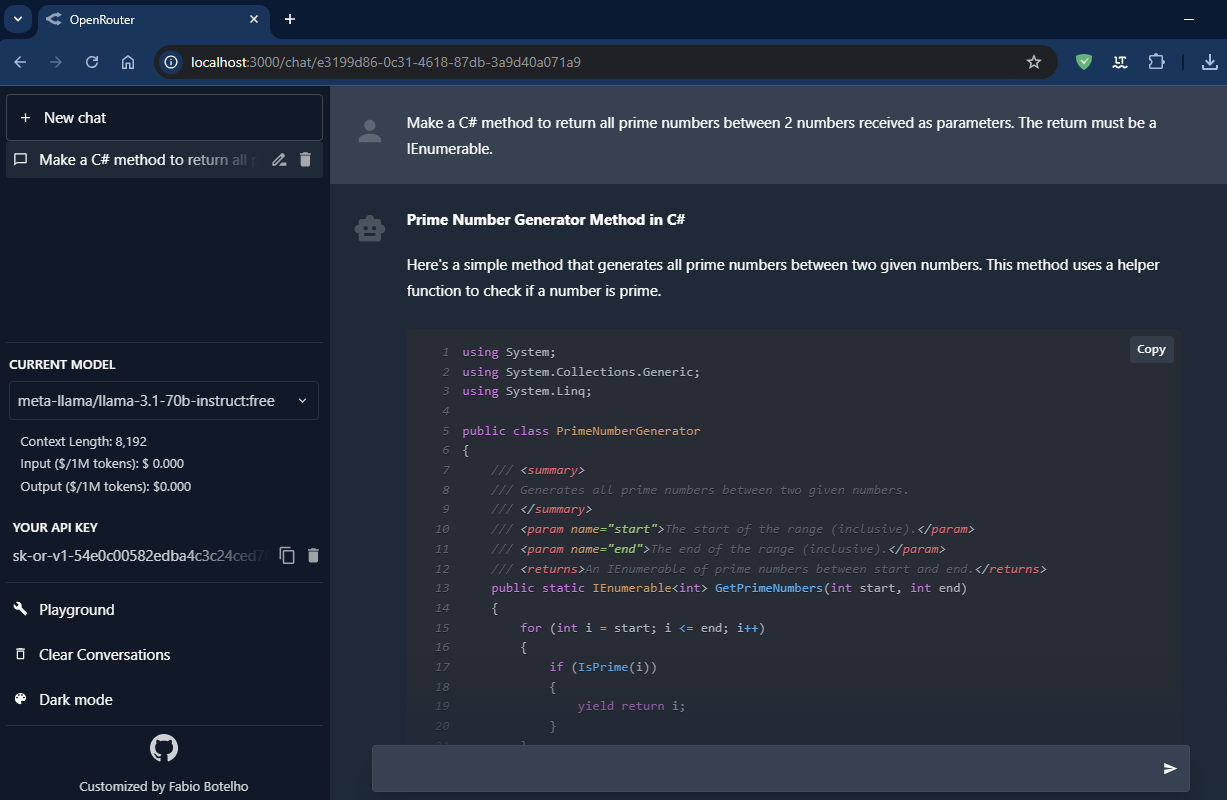 OpenRouter
localhost:3000/chat/e3199d86-0c31-4618-87db-3a9d40a071a9
+ New chat
Make a C# method to return all
CURRENT MODEL
meta-llama/llama-3.1-70b-instruct:free
Context Length: 8,192
Input ($/1M tokens): $ 0.000
Output ($/1M tokens): $0.000
YOUR API KEY
sk-or-v1-54e0c00582edba4c3c24ced7
Playground
Clear Conversations
Dark mode
Customized by Fabio Botelho
Make a C# method to return all prime numbers between 2 numbers received as parameters. The return must be a
IEnumerable.
Prime Number Generator Method in C#
Here's a simple method that generates all prime numbers between two given numbers. This method uses a helper
function to check if a number is prime.
Copy
1 using System;
2 using System.Collections.Generic;
3 using System.Linq;
4
5 public class PrimeNumberGenerator
6 {
7 /// <summary>
8 /// Generates all prime numbers between two given numbers.
9 /// </summary>
10 /// <param name="start">The start of the range (inclusive).</param>
11 /// <param name="end">The end of the range (inclusive).</param>
12 /// <returns>An IEnumerable of prime numbers between start and end.</returns>
13 public static IEnumerable<int> GetPrimeNumbers(int start, int end)
14 {
15 for (int i = start; i <= end; i++)
16 {
17 if (IsPrime(i))
18 {
19 yield return i;
20 }